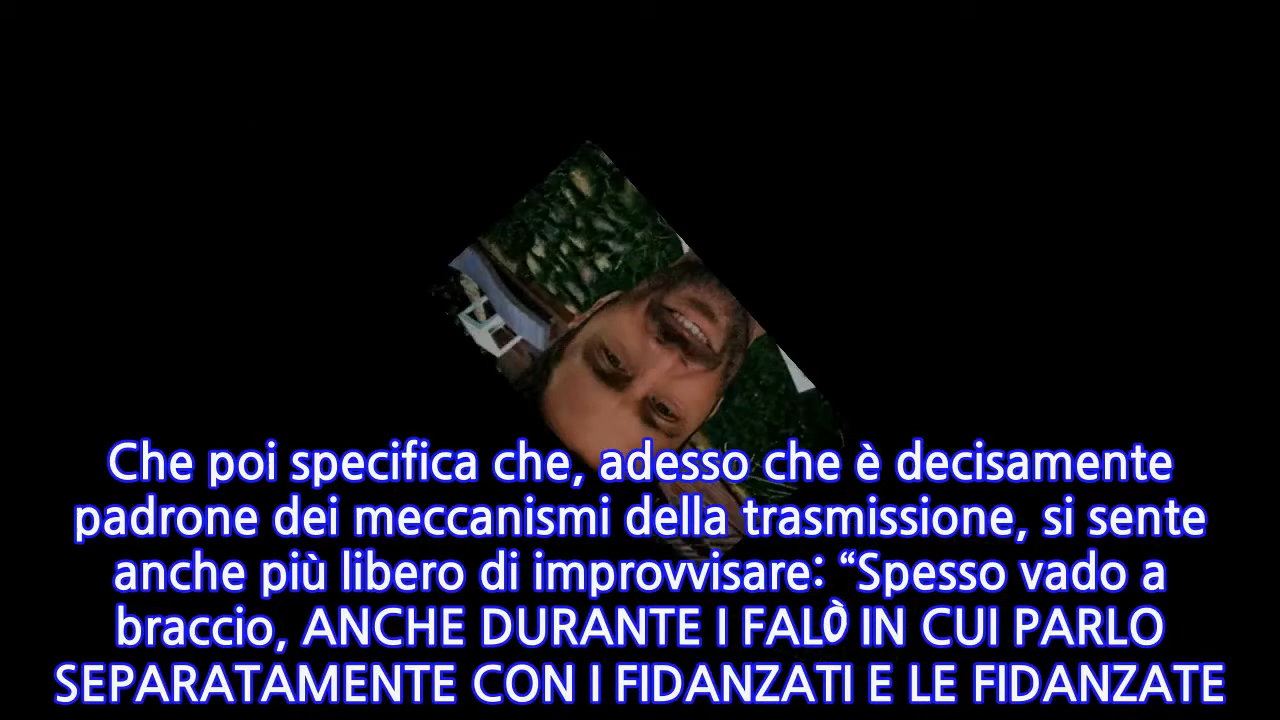 Che poi specifica che, adesso che è decisamente
padrone dei meccanismi della trasmissione, si sente
anche più libero di improvvisare: “Spesso vado a
braccio, ANCHE DURANTE I FALÒ IN CUI PARLO
SEPARATAMENTE CON I FIDANZATI E LE FIDANZATE